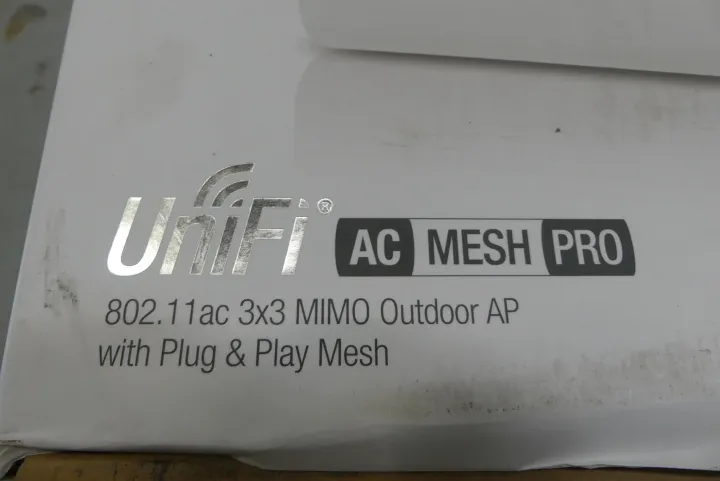 UniFi® AC MESH PRO
802.11ac 3x3 MIMO Outdoor AP
with Plug & Play Mesh